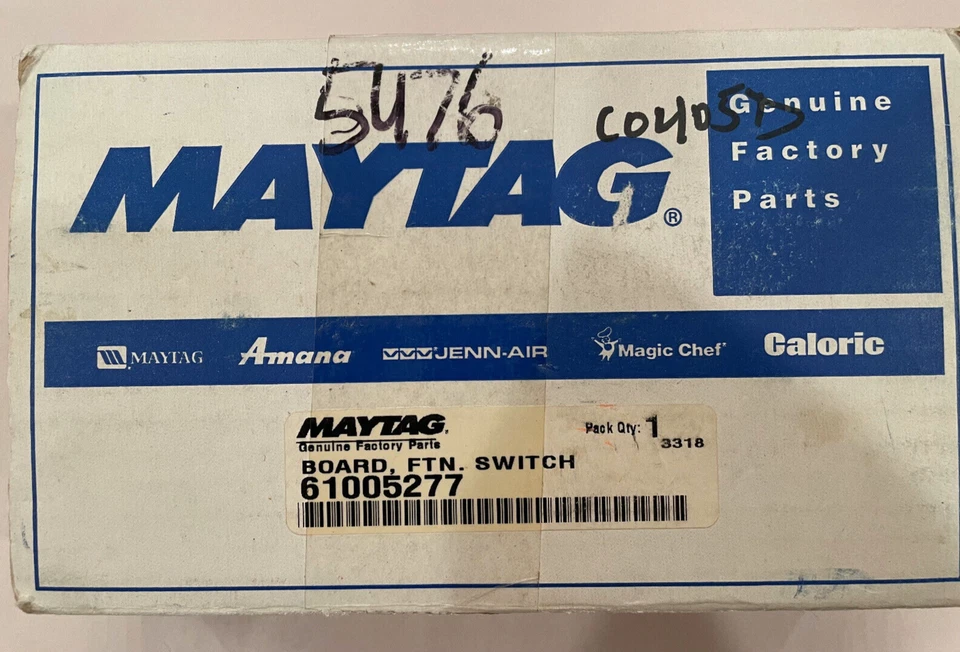 5476
MAYTAG®
Genuine
Factory
Parts
MAYTAG Amana JENN-AIR Magic Chef® Caloric
MAYTAG®
Genuine Factory Parts
Pack Qty: 1
3318
BOARD, FTN. SWITCH
61005277